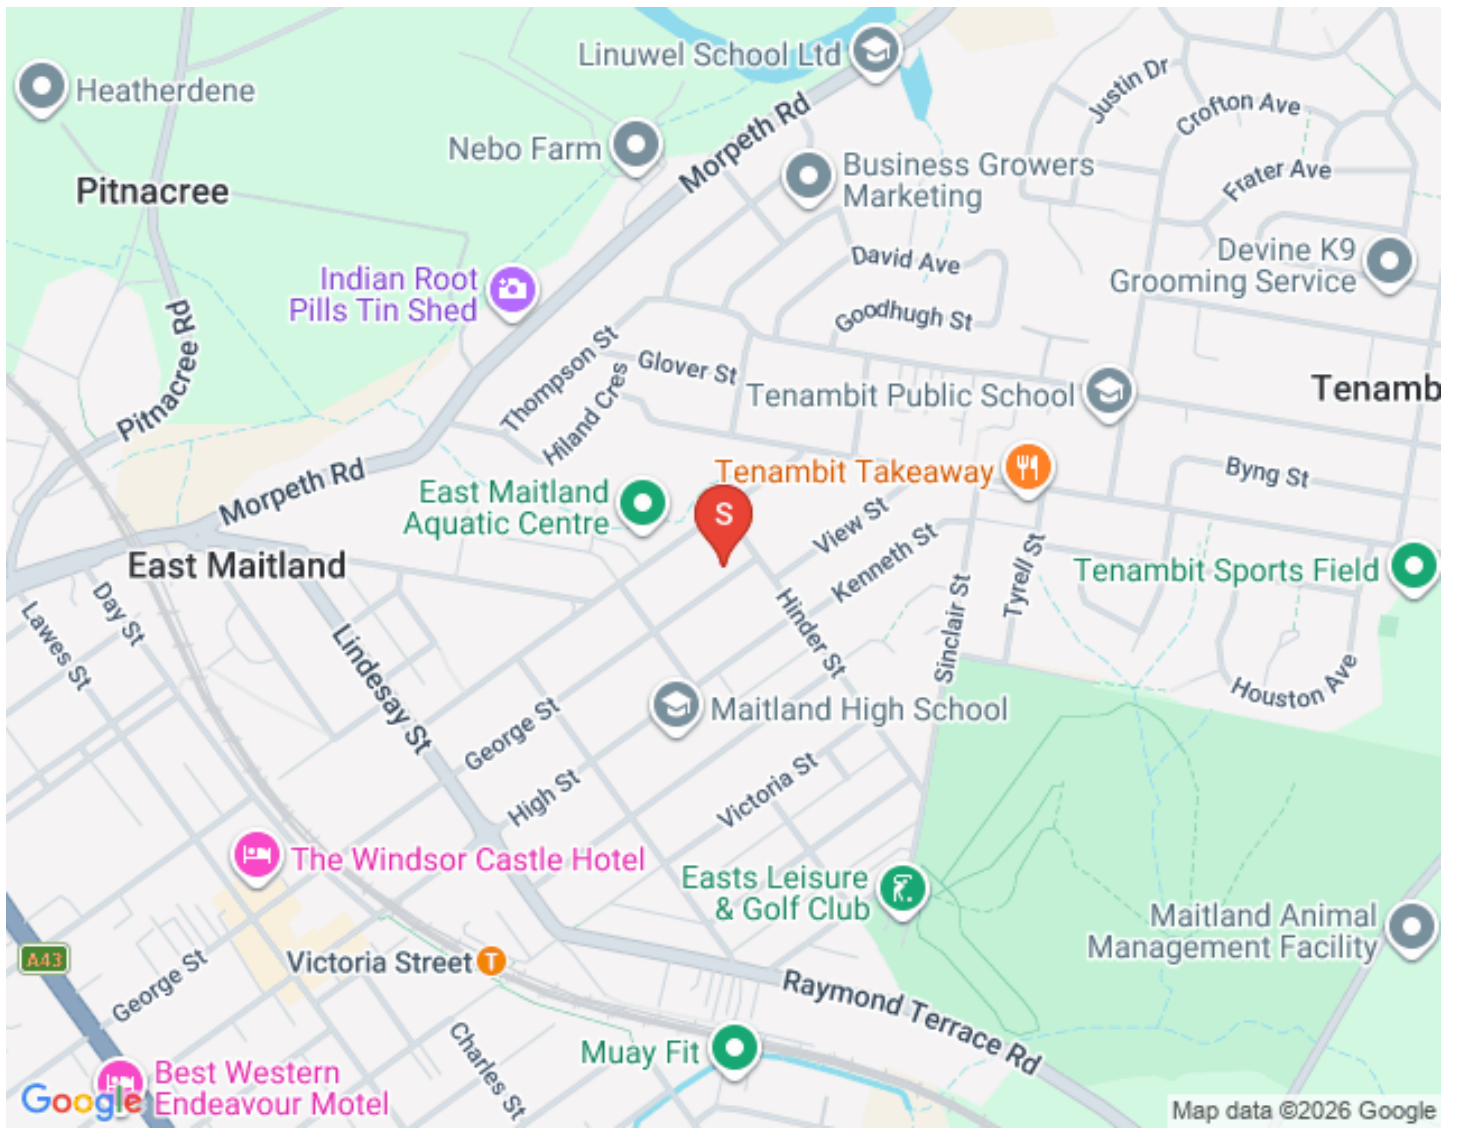 Linuwel School Ltd
Heatherdene
Justin Dr
Crofton Ave
Nebo Farm
Morpeth Rd
Business Growers
Marketing
Frater Ave
Pitnacree
David Ave
Devine K9
Grooming Service
Indian Root
Pills Tin Shed
Pitnacree Rd
Goodhugh St
Thompson St
Glover St
Hiland Cres
Tenambit Public School
Tenamb
Pitnacree Rd
Morpeth Rd
Tenambit Takeaway
Byng St
East Maitland
Aquatic Centre
S
View St
Kenneth St
East Maitland
Tenambit Sports Field
Day St
Lawes St
Lindesay St
Hinder St
Sinclair St
Tyrell St
Houston Ave
George St
Maitland High School
High St
Victoria St
The Windsor Castle Hotel
Easts Leisure
& Golf Club
Maitland Animal
Management Facility
A43
George St
Victoria Street
T
Raymond Terrace Rd
Charles St
Muay Fit
Best Western
Endeavour Motel
Google
Map data ©2026 Google